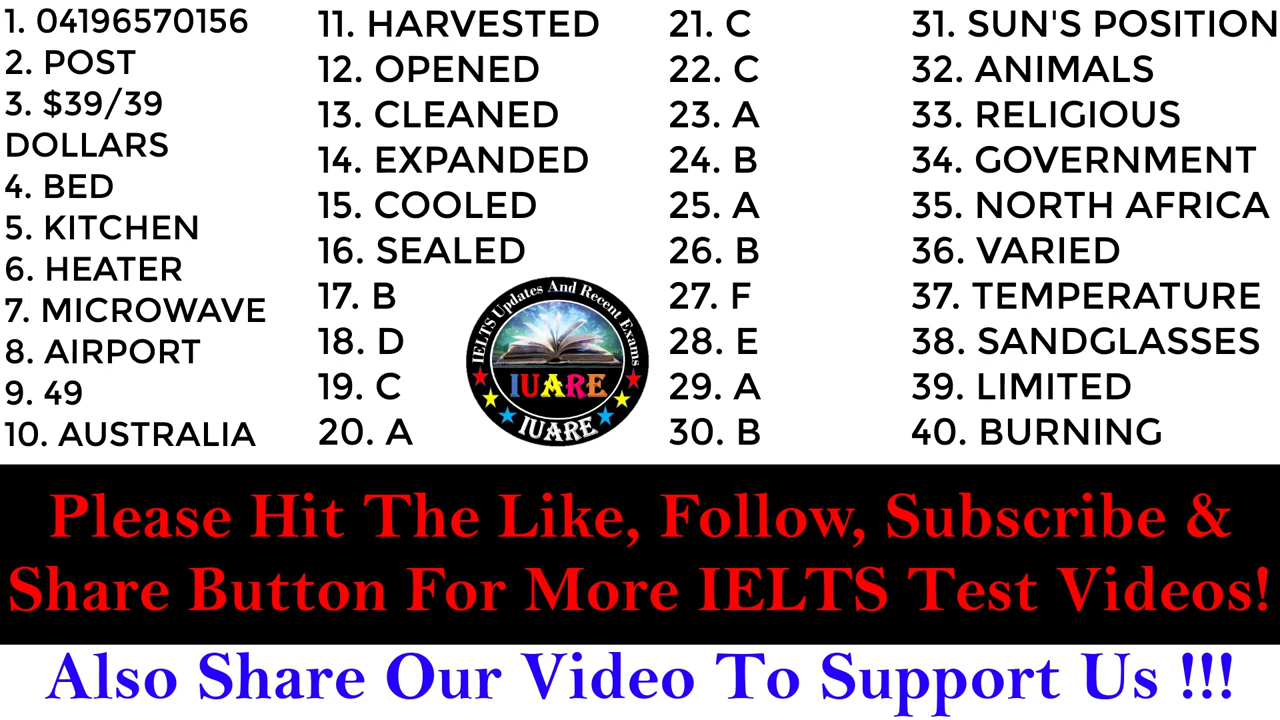 1. 04196570156
2. POST
3. $39/39
DOLLARS
4. BED
5. KITCHEN
6. HEATER
7. MICROWAVE
8. AIRPORT
9. 49
10. AUSTRALIA
11. HARVESTED
12. OPENED
13. CLEANED
14. EXPANDED
15. COOLED
16. SEALED
17. B
18. D
19. C
20. A
IELTS Updates And Recent Exams
IUARE
IUARE
21. C
22. C
23. A
24. B
25. A
26. B
27. F
28. E
29. A
30. B
31. SUN'S POSITION
32. ANIMALS
33. RELIGIOUS
34. GOVERNMENT
35. NORTH AFRICA
36. VARIED
37. TEMPERATURE
38. SANDGLASSES
39. LIMITED
40. BURNING
Please Hit The Like, Follow, Subscribe &
Share Button For More IELTS Test Videos!
Also Share Our Video To Support Us !!!